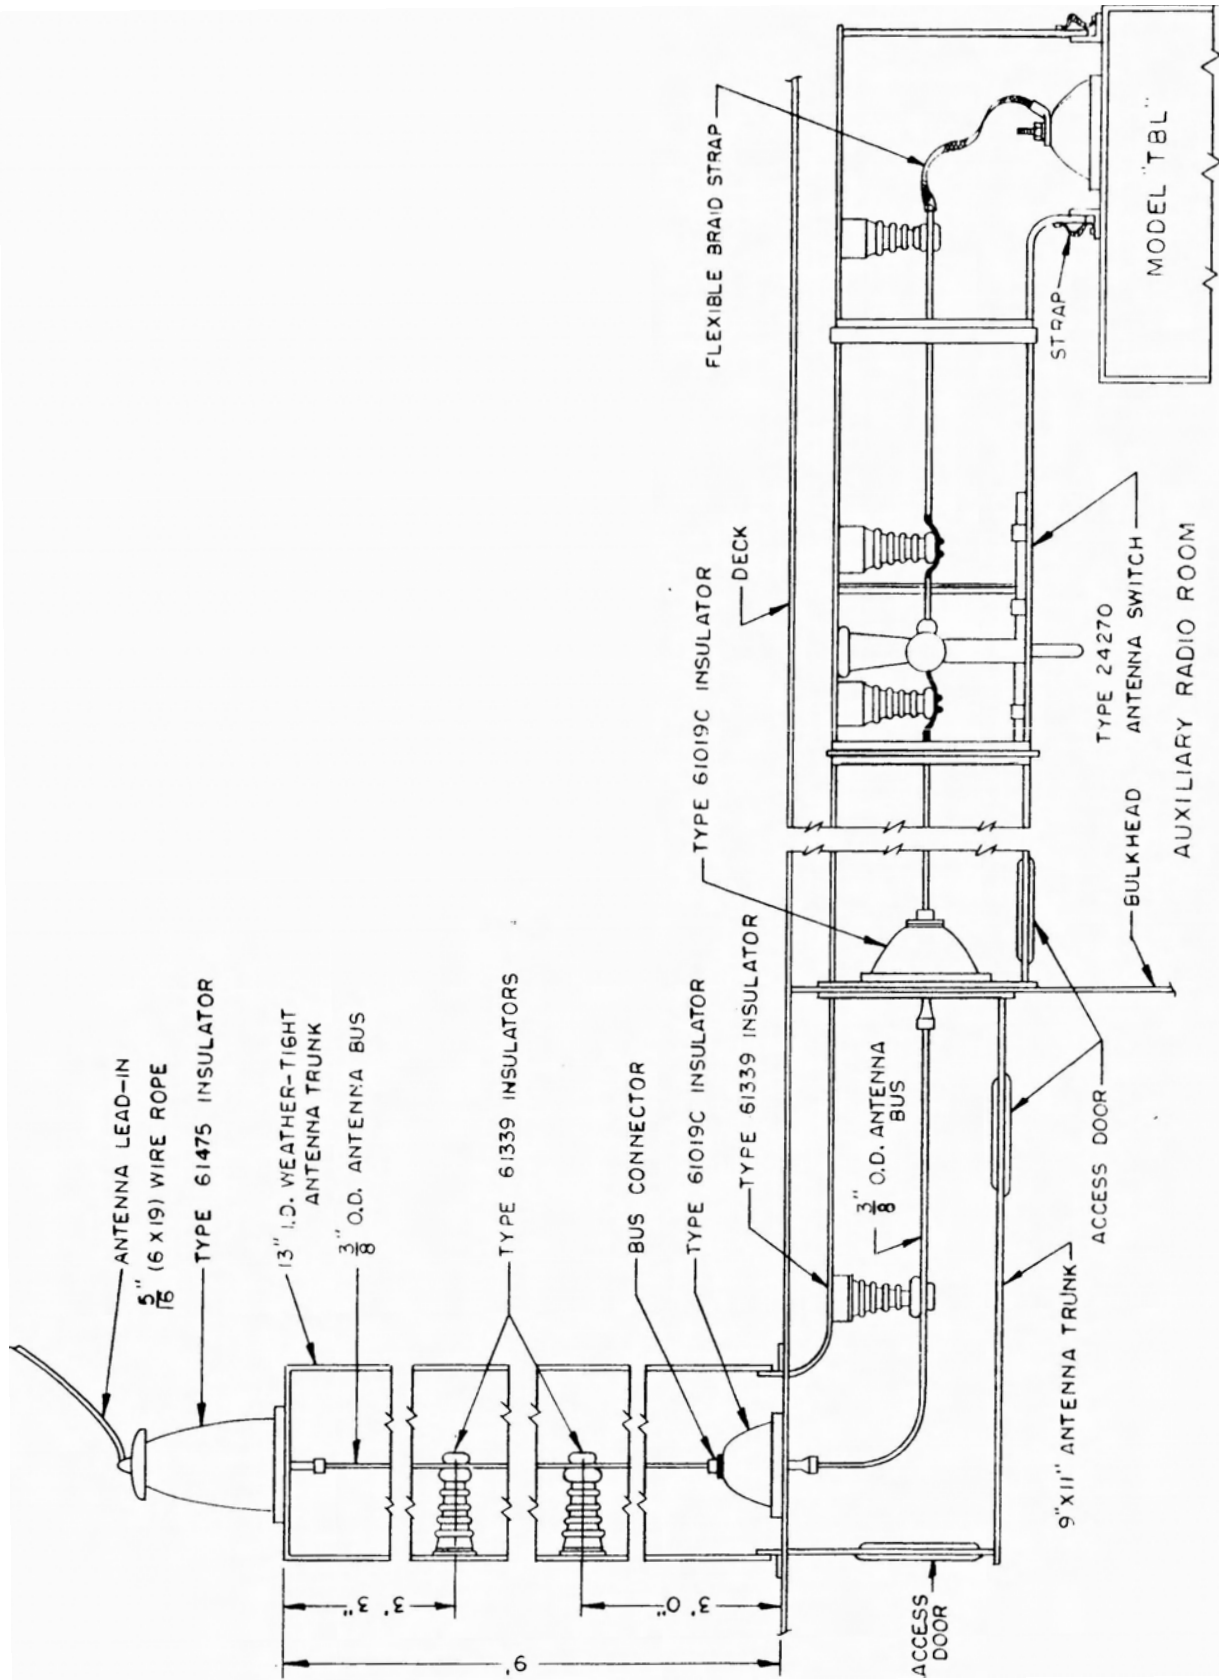 ANTENNA LEAD-IN
5/16" (6 X 19) WIRE ROPE
TYPE 61475 INSULATOR
13" I.D. WEATHER-TIGHT
ANTENNA TRUNK
3/8" O.D. ANTENNA BUS
TYPE 61339 INSULATORS
BUS CONNECTOR
TYPE 61019C INSULATOR
TYPE 61339 INSULATOR
3/8" O.D. ANTENNA
BUS
3' 3"
3' 0"
9'
ACCESS
DOOR
9"X11" ANTENNA TRUNK
ACCESS DOOR
BULKHEAD
TYPE 61019C INSULATOR
DECK
FLEXIBLE BRAID STRAP
TYPE 24270
ANTENNA SWITCH
AUXILIARY RADIO ROOM
STRAP
MODEL "TBL"